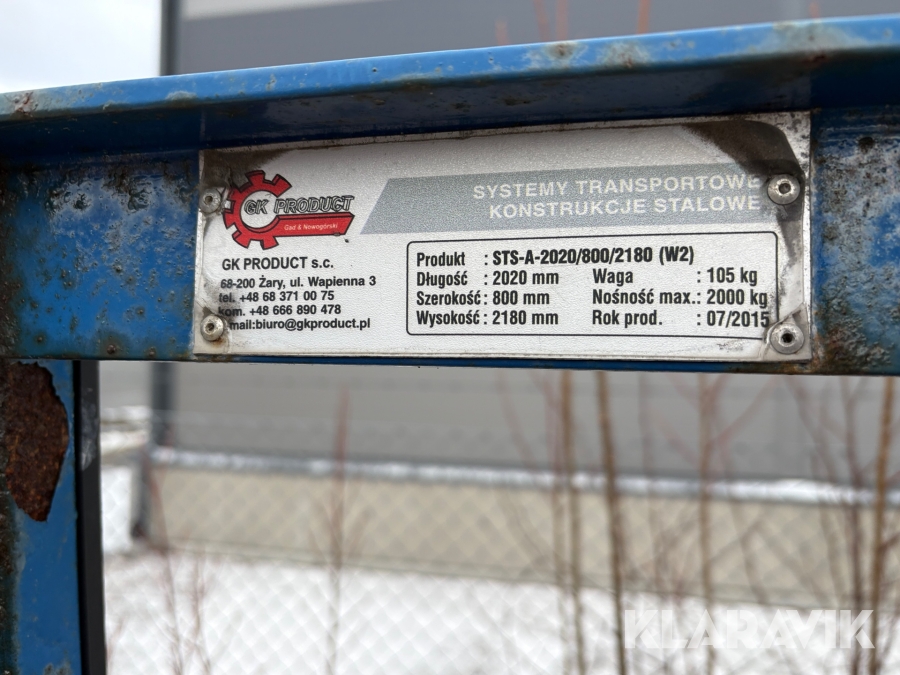 GK PRODUCT
Gad & Nowogórski
SYSTEMY TRANSPORTOWE
KONSTRUKCJE STALOWE
GK PRODUCT s.c.
68-200 Żary, ul. Wapienna 3
tel. +48 68 371 00 75
kom. +48 666 890 478
mail:biuro@gkproduct.pl
Produkt : STS-A-2020/800/2180 (W2)
Długość : 2020 mm Waga : 105 kg
Szerokość : 800 mm Nośność max.: 2000 kg
Wysokość : 2180 mm Rok prod. : 07/2015
KLARAVIK